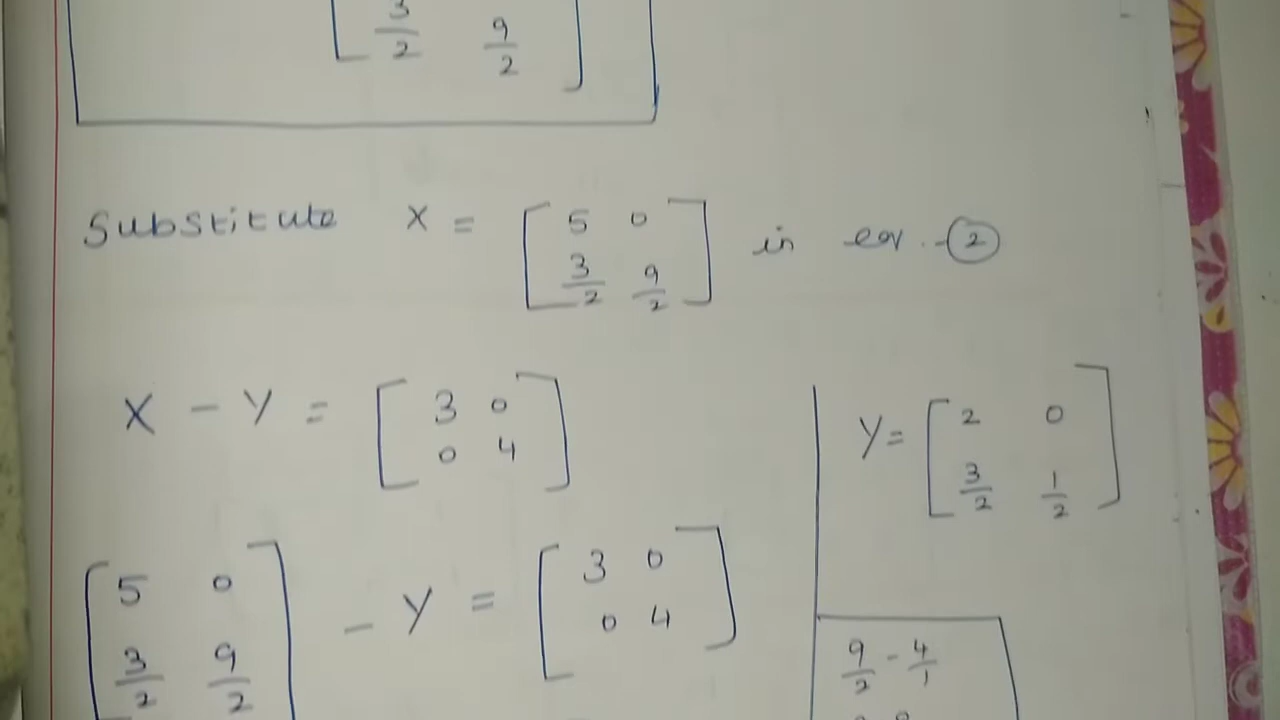 3/2 9/2
Substitute X = [5 0
3/2 9/2] in eqv. - ②
X - Y = [3 0
0 4]
[5 0
3/2 9/2] - Y = [3 0
0 4]
Y = [2 0
3/2 1/2]
9/2 - 4/1